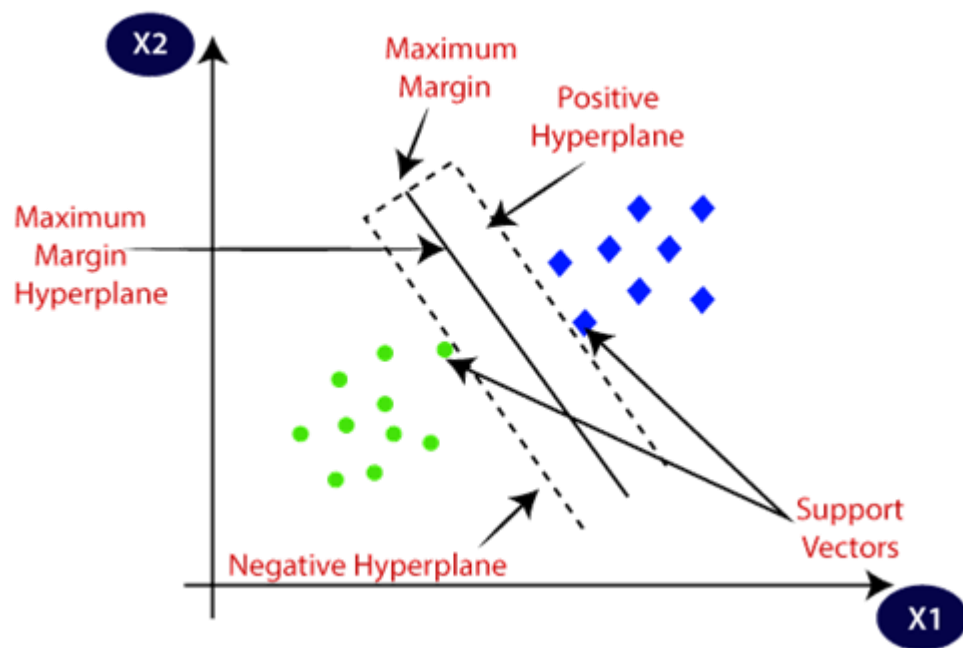 X2
Maximum
Margin
Positive
Hyperplane
Maximum
Margin
Hyperplane
Support
Vectors
Negative Hyperplane
X1